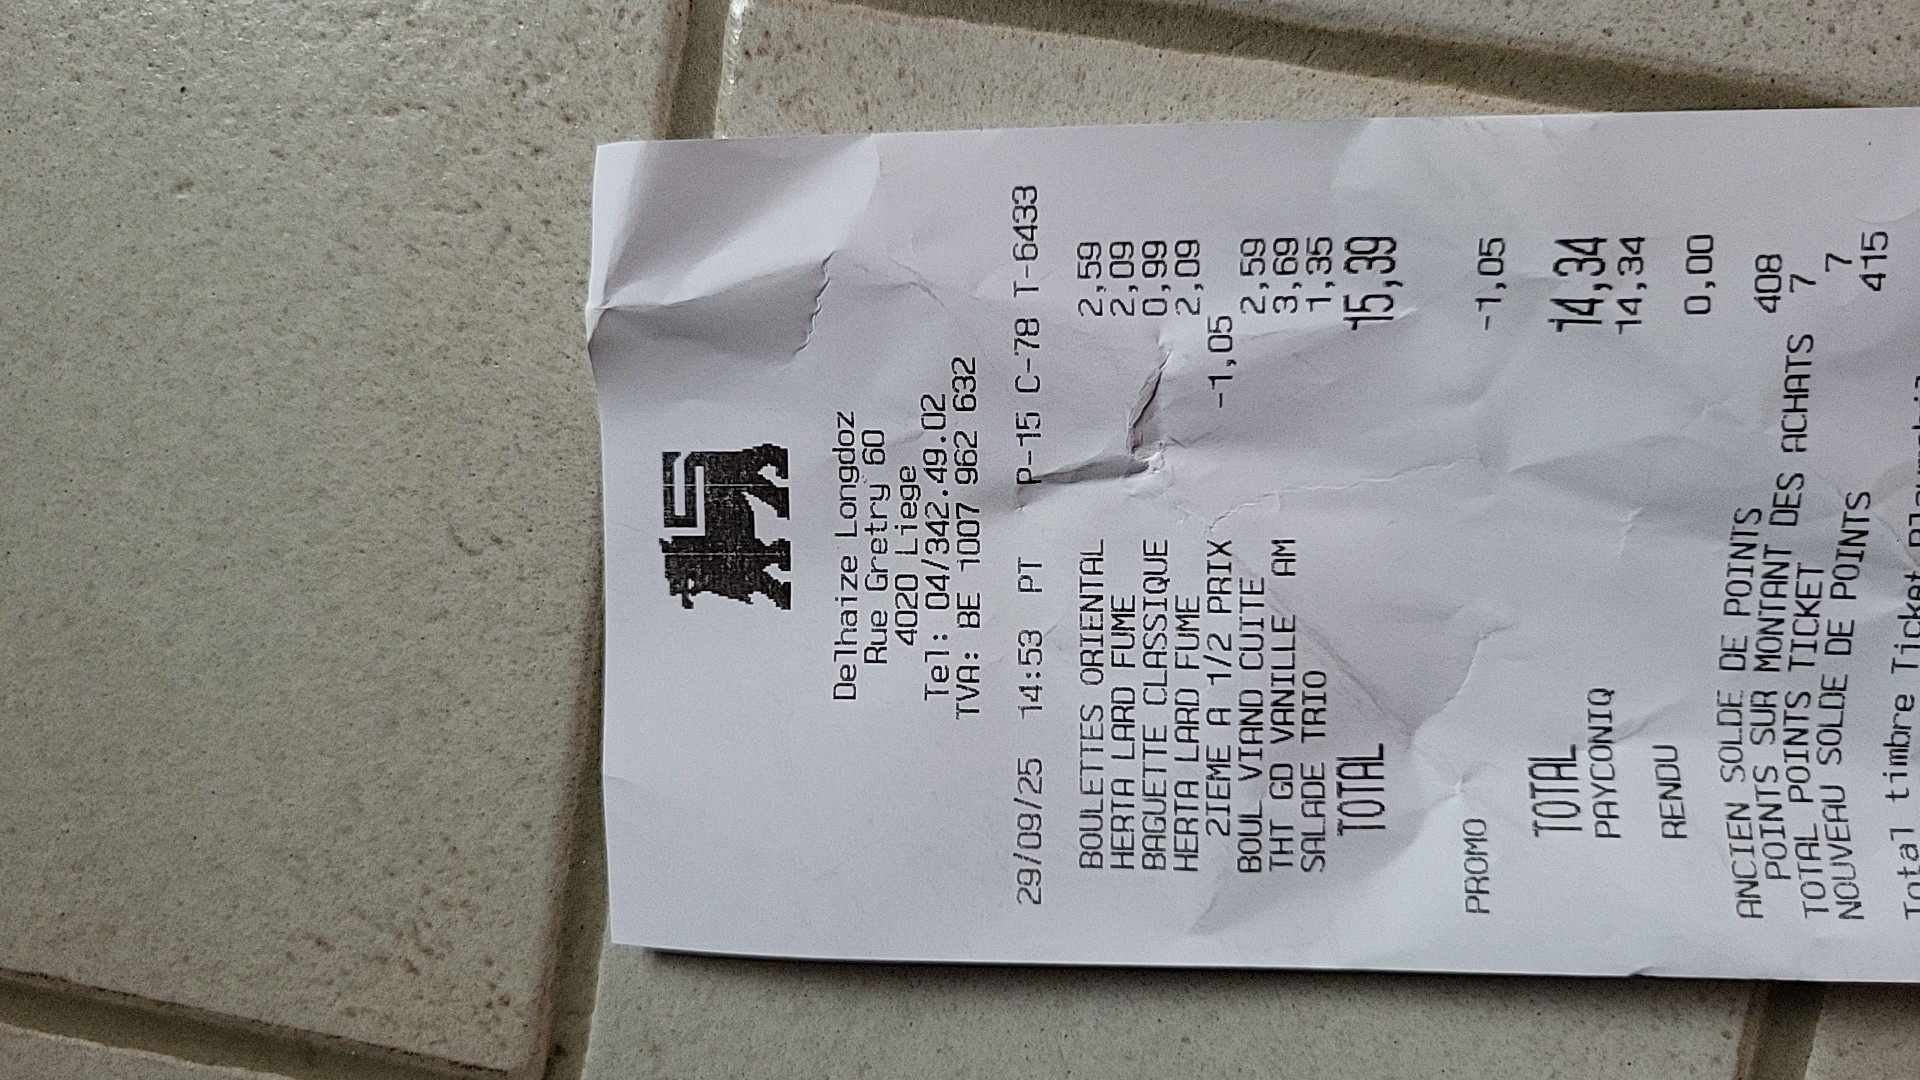 Delhaize Longdoz
Rue Gretry 60
4020 Liege
Tel: 04/342.49.02
TVA: BE 1007 962 632
29/09/25 14:53 PT P-15 C-78 T-6433
BOULETTES ORIENTAL 2,59
HERTA LARD FUME 2,09
BAGUETTE CLASSIQUE 0,99
HERTA LARD FUME 2,09
2IEME A 1/2 PRIX -1,05
BOUL VIAND CUITE 2,59
THT GD VANILLE AM 3,69
SALADE TRIO 1,35
TOTAL 15,39
PROMO -1,05
TOTAL 14,34
PAYCONIQ 14,34
RENDU 0,00
ANCIEN SOLDE DE POINTS 408
POINTS SUR MONTANT DES ACHATS 7
TOTAL POINTS TICKET 7
NOUVEAU SOLDE DE POINTS 415
Total timbre Ticket